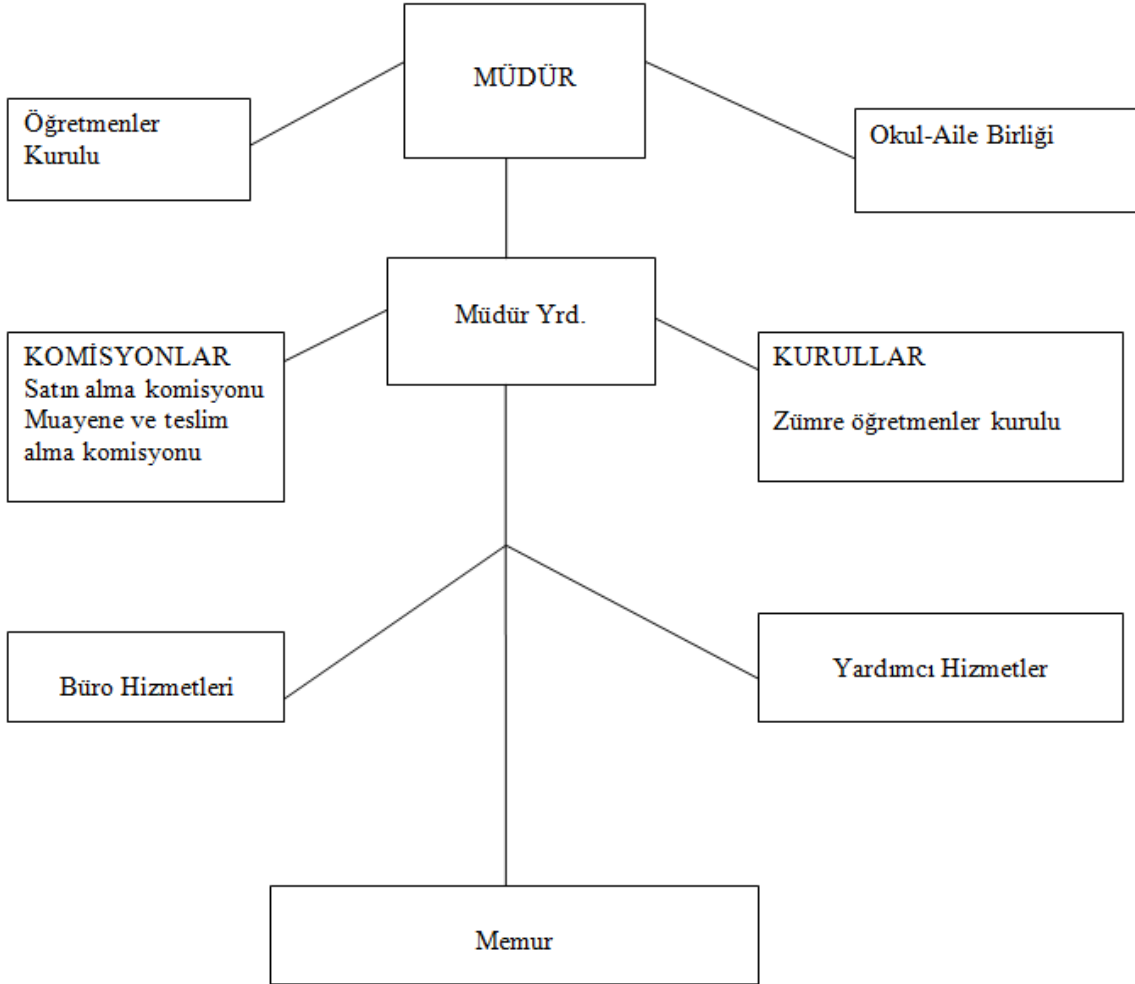 MÜDÜR
Öğretmenler
Kurulu
Okul-Aile Birliği
Müdür Yrd.
KOMİSYONLAR
Satın alma komisyonu
Muayene ve teslim
alma komisyonu
KURULLAR
Zümre öğretmenler kurulu
Büro Hizmetleri
Yardımcı Hizmetler
Memur